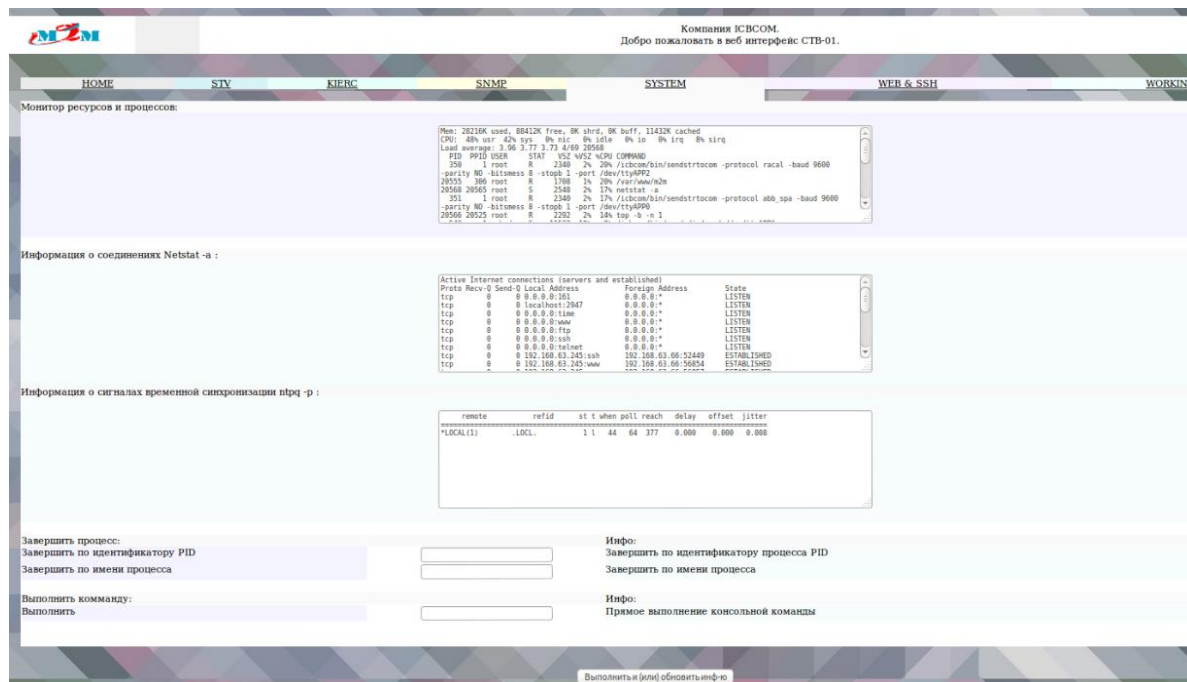 iM2M
Компания ICBCOM.
Добро пожаловать в веб интерфейс СТВ-01.
HOME STV KIERC SNMP SYSTEM WEB & SSH WORKIN
Монитор ресурсов и процессов:
Mem: 28216K used, 88412K free, 0K shrd, 0K buff, 11432K cached
CPU: 48% usr 42% sys 0% nic 0% idle 0% io 0% irq 8% sirq
Load average: 3.96 3.77 3.73 4/69 20568
PID PPID USER STAT VSZ %VSZ %CPU COMMAND
350 1 root R 2340 2% 20% /icbcom/bin/sendstrtocom -protocol racal -baud 9600
-parity NO -bitsmess 8 -stopb 1 -port /dev/ttyAPP2
20555 306 root R 1708 1% 20% /var/www/m2m
20568 20565 root S 2548 2% 17% netstat -a
351 1 root R 2340 2% 17% /icbcom/bin/sendstrtocom -protocol abb_spa -baud 9600
-parity NO -bitsmess 8 -stopb 1 -port /dev/ttyAPP0
20566 20525 root R 2292 2% 14% top -b -n 1
Информация о соединениях Netstat -a :
Active Internet connections (servers and established)
Proto Recv-Q Send-Q Local Address Foreign Address State
tcp 0 0 0.0.0.0:161 0.0.0.0:* LISTEN
tcp 0 0 localhost:2947 0.0.0.0:* LISTEN
tcp 0 0 0.0.0.0:time 0.0.0.0:* LISTEN
tcp 0 0 0.0.0.0:www 0.0.0.0:* LISTEN
tcp 0 0 0.0.0.0:ftp 0.0.0.0:* LISTEN
tcp 0 0 0.0.0.0:ssh 0.0.0.0:* LISTEN
tcp 0 0 0.0.0.0:telnet 0.0.0.0:* LISTEN
tcp 0 0 192.168.63.245:ssh 192.168.63.66:52449 ESTABLISHED
tcp 0 0 192.168.63.245:www 192.168.63.66:56854 ESTABLISHED
Информация о сигналах временной синхронизации ntpq -p :
remote refid st t when poll reach delay offset jitter
*LOCAL(1) .LOCL. 1 l 44 64 377 0.000 0.000 0.000
Завершить процесс: Инфо:
Завершить по идентификатору PID Завершить по идентификатору процесса PID
Завершить по имени процесса Завершить по имени процесса
Выполнить комманду: Инфо:
Выполнить Прямое выполнение консольной команды
Выполнить и (или) обновить инф-ю